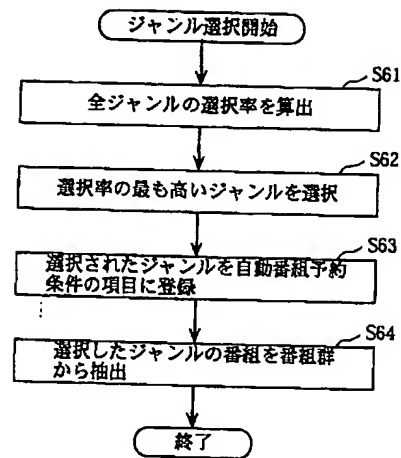 ジャンル選択開始
S61
全ジャンルの選択率を算出
S62
選択率の最も高いジャンルを選択
S63
選択されたジャンルを自動番組予約
条件の項目に登録
S64
選択したジャンルの番組を番組群
から抽出
終了